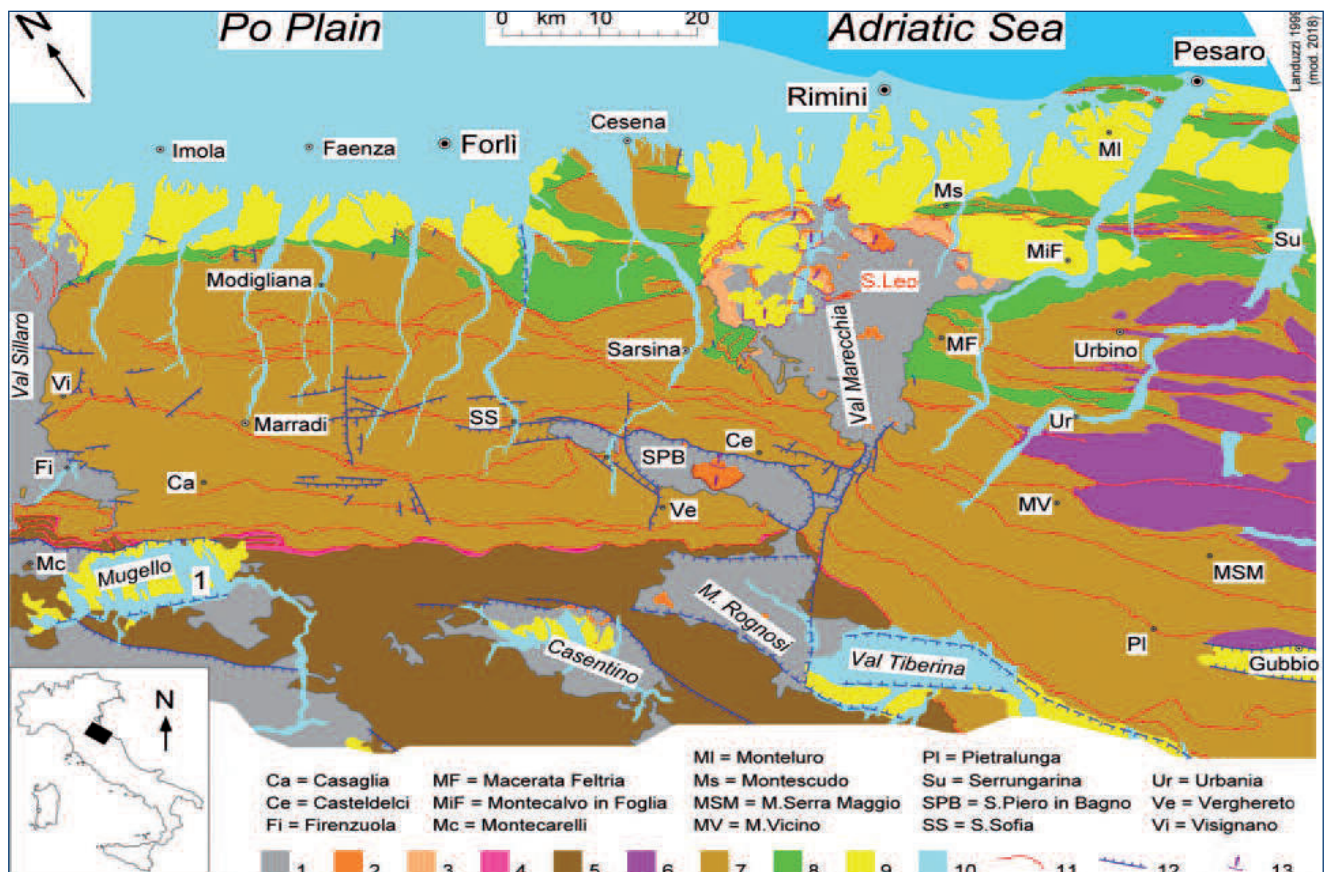 N
Po Plain
0 km 10 20
Adriatic Sea
Landuzzi 1999
(mod. 2018)
Pesaro
Rimini
Cesena
Imola
Faenza
Forlì
Ml
Ms
Su
MiF
Modigliana
S.Leo
Val Sillaro
Sarsina
Val Marecchia
MF
Urbino
Vi
Marradi
SS
Ce
Ur
SPB
Fi
Ca
Ve
MV
Mc
Mugello
1
MSM
M. Rognosi
Casentino
Val Tiberina
Pl
Gubbio
N
Ml = Monteluro
Pl = Pietralunga
Ca = Casaglia
MF = Macerata Feltria
Ms = Montescudo
Su = Serrungarina
Ur = Urbania
Ce = Casteldelci
MiF = Montecalvo in Foglia
MSM = M.Serra Maggio
SPB = S.Piero in Bagno
Ve = Verghereto
Fi = Firenzuola
Mc = Montecarelli
MV = M.Vicino
SS = S.Sofia
Vi = Visignano
1 2 3 4 5 6 7 8 9 10 11 12 13